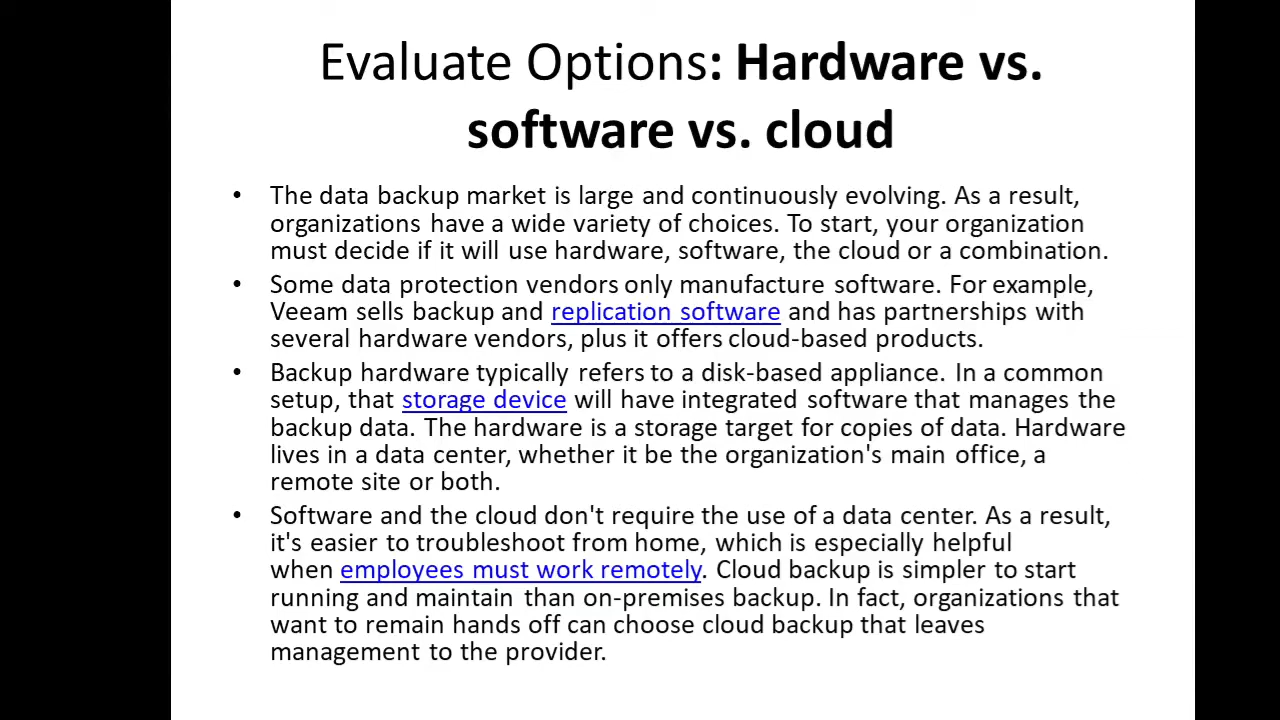 Evaluate Options: Hardware vs.
software vs. cloud
• The data backup market is large and continuously evolving. As a result,
organizations have a wide variety of choices. To start, your organization
must decide if it will use hardware, software, the cloud or a combination.
• Some data protection vendors only manufacture software. For example,
Veeam sells backup and replication software and has partnerships with
several hardware vendors, plus it offers cloud-based products.
• Backup hardware typically refers to a disk-based appliance. In a common
setup, that storage device will have integrated software that manages the
backup data. The hardware is a storage target for copies of data. Hardware
lives in a data center, whether it be the organization's main office, a
remote site or both.
• Software and the cloud don't require the use of a data center. As a result,
it's easier to troubleshoot from home, which is especially helpful
when employees must work remotely. Cloud backup is simpler to start
running and maintain than on-premises backup. In fact, organizations that
want to remain hands off can choose cloud backup that leaves
management to the provider.